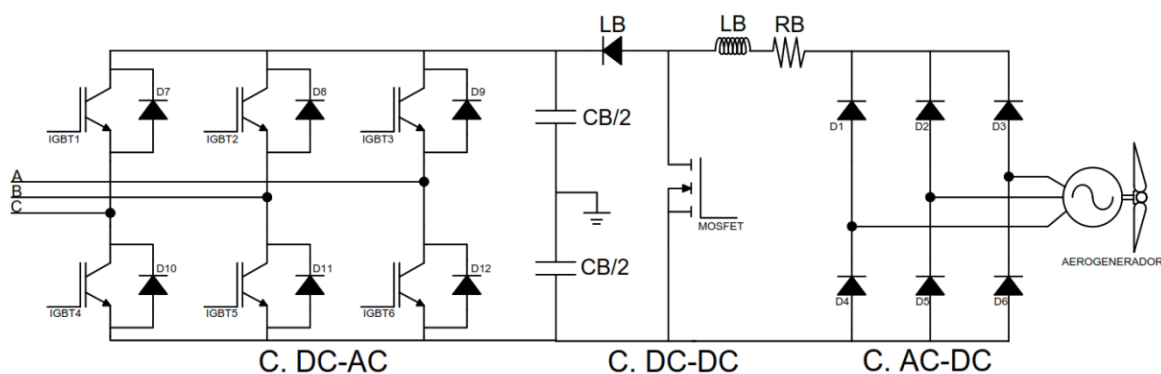 LB LB RB
D7 D8 D9
IGBT1 IGBT2 IGBT3
CB/2
D1 D2 D3
A
B
C
MOSFET
AEROGENERADOR
D10 D11 D12
IGBT4 IGBT5 IGBT6
CB/2
D4 D5 D6
C. DC-AC C. DC-DC C. AC-DC